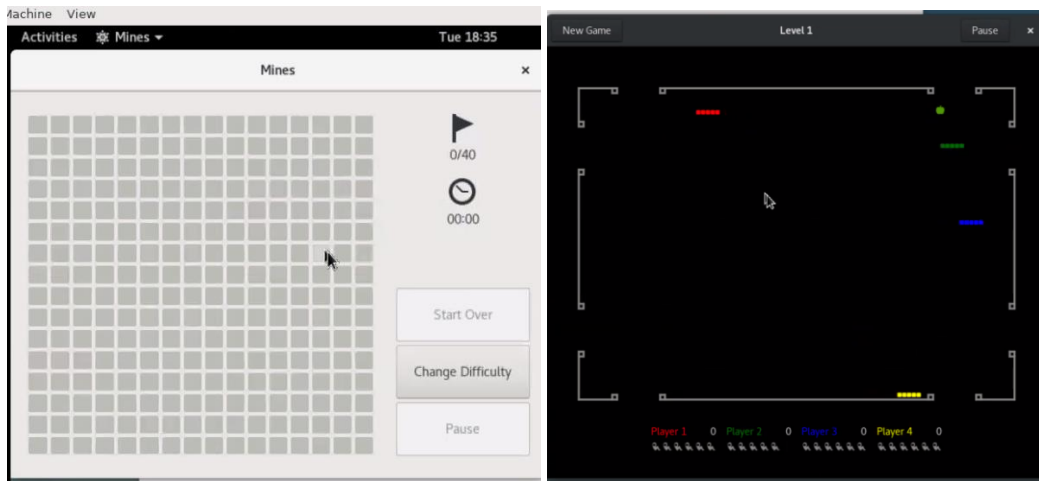 Machine View
Activities Mines Tue 18:35
Mines
0/40
00:00
Start Over
Change Difficulty
Pause
New Game Level 1 Pause
Player 1 0 Player 2 0 Player 3 0 Player 4 0